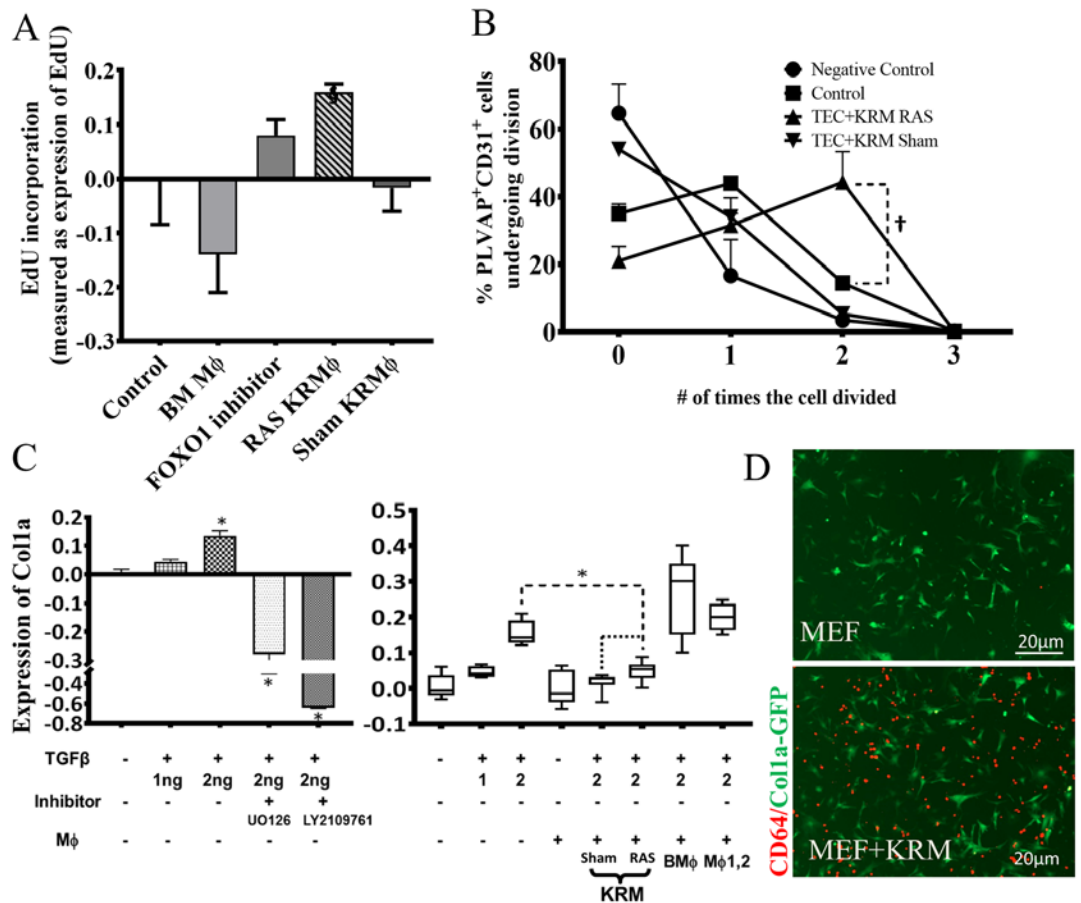 A
EdU incorporation
(measured as expression of EdU)
0.2
0.1
0.0
-0.1
-0.2
-0.3
Control
BM Mϕ
FOXO1 inhibitor
RAS KRMϕ
Sham KRMϕ
B
% PLVAP⁺CD31⁺ cells
undergoing division
80
60
40
20
0
0 1 2 3
# of times the cell divided
Negative Control
Control
TEC+KRM RAS
TEC+KRM Sham
†
C
Expression of Col1a
0.2
0.1
0.0
-0.1
-0.2
-0.3
-0.4
-0.6
-0.8
* * *
TGFβ - + + + +
1ng 2ng 2ng 2ng
Inhibitor - - - + +
UO126 LY2109761
Mϕ - - - - -
0.5
0.4
0.3
0.2
0.1
0.0
-0.1
*
- + + - + + + +
1 2 2 2 2 2
- - - - - - - -
- - - + + + + +
Sham RAS BMϕ Mϕ1,2
KRM
D
CD64/Col1a-GFP
MEF
20μm
MEF+KRM
20μm